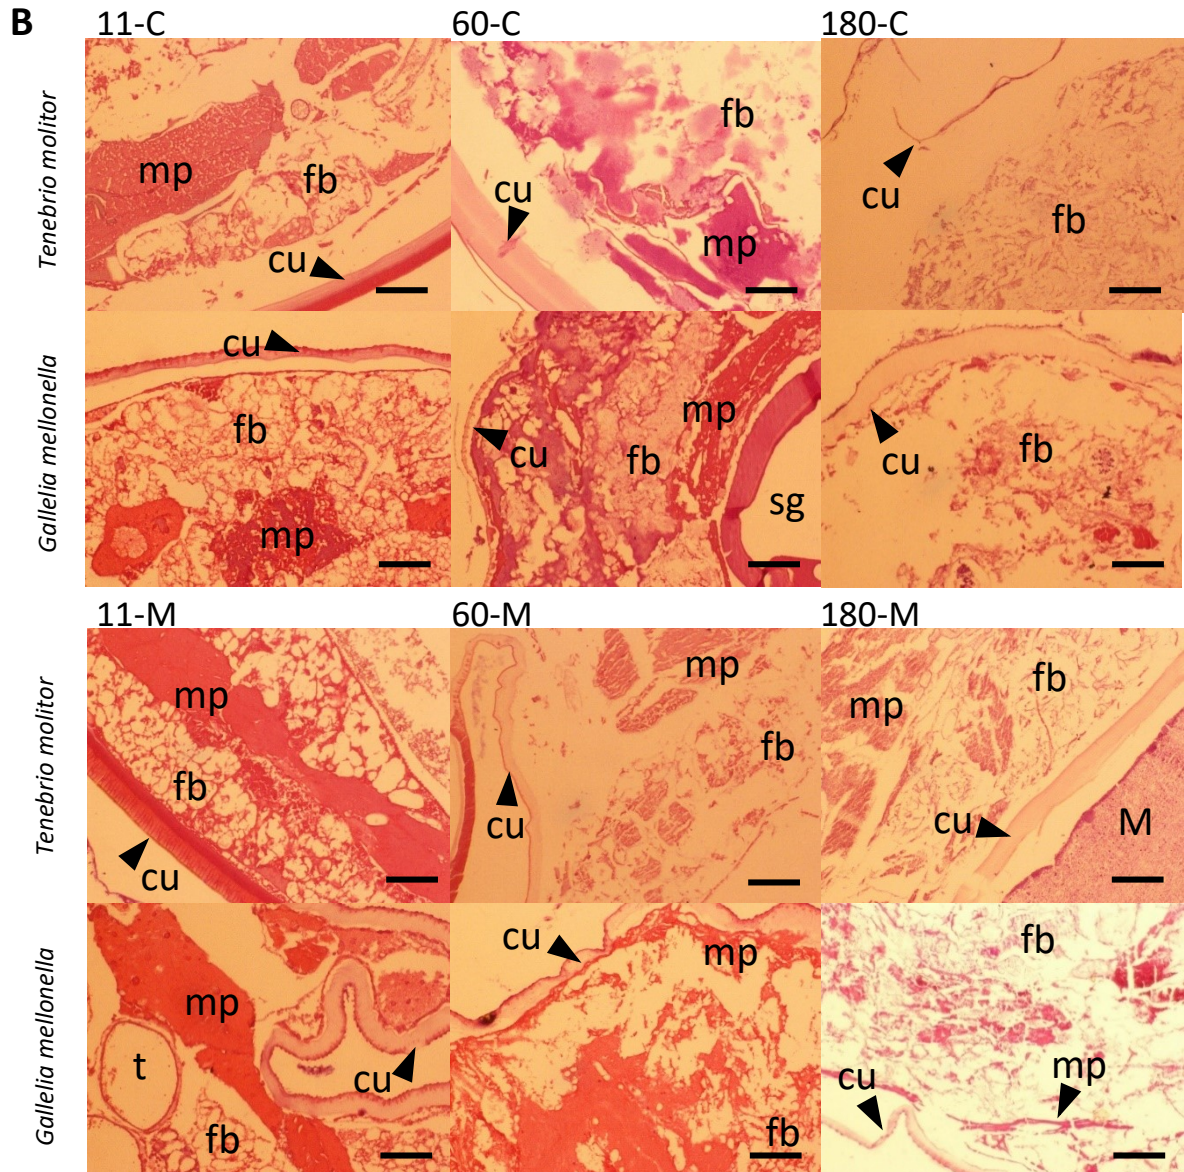 B
11-C 60-C 180-C
Tenebrio molitor
mp
fb
cu
fb
cu
mp
cu
fb
Gallelia mellonella
cu
fb
mp
mp
cu
fb
sg
cu
fb
11-M 60-M 180-M
Tenebrio molitor
mp
fb
cu
mp
fb
cu
fb
mp
cu
M
Gallelia mellonella
mp
t
cu
fb
cu
mp
fb
fb
mp
cu